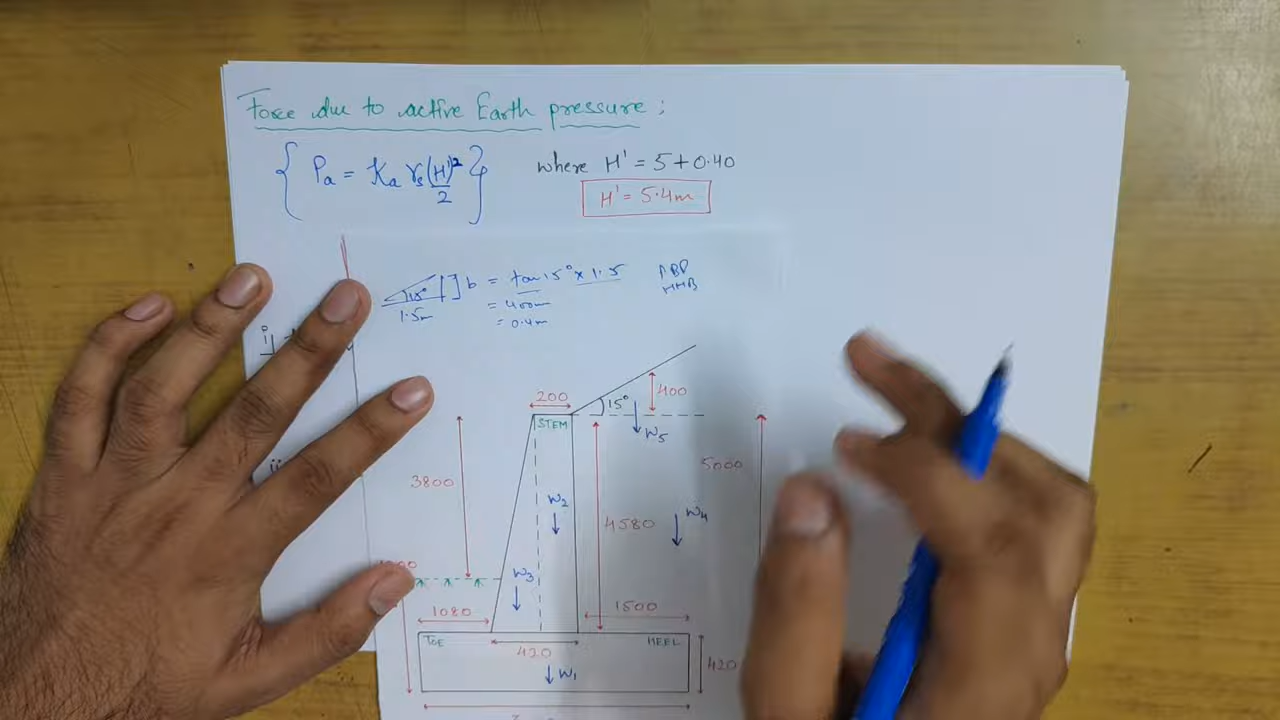 Force due to active Earth pressure :
{ Pa = Ka γs (H)²/2 } where H' = 5 + 0.40
H' = 5.4m
15° ] b = tan 15° × 1.5
1.5m = 400m
= 0.4m
i
ii
200
15° 400
STEM W5
3800 5000
W2 4580 W4
W3
1080 1500
TOE HEEL
420 420
W1